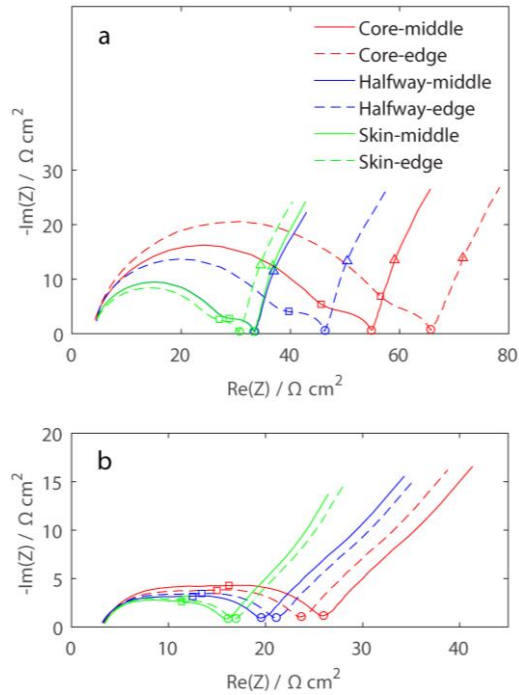 a
Core-middle
Core-edge
Halfway-middle
Halfway-edge
Skin-middle
Skin-edge
-Im(Z) / Ω cm²
30
20
10
0
0 20 40 60 80
Re(Z) / Ω cm²
b
-Im(Z) / Ω cm²
20
15
10
5
0
0 10 20 30 40
Re(Z) / Ω cm²